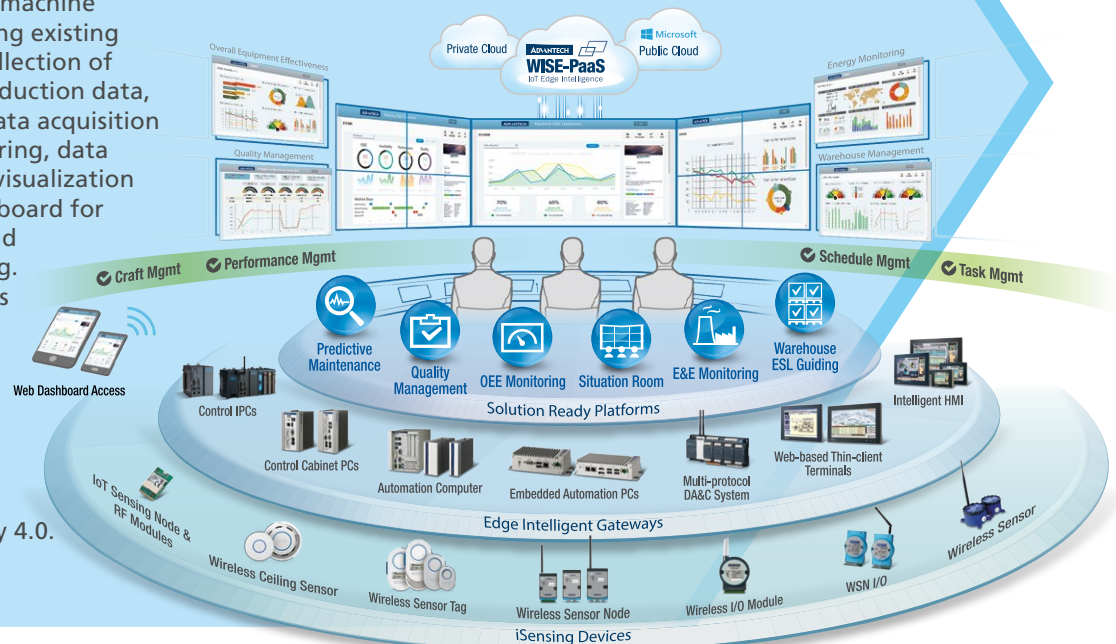 machine
ng existing
llection of
duction data,
ata acquisition
ring, data
visualization
board for
d
g.
s
y 4.0.
Private Cloud
ADVANTECH
WISE-PaaS
IoT Edge Intelligence
Microsoft
Public Cloud
Overall Equipment Effectiveness
Energy Monitoring
Quality Management
Warehouse Management
ADVANTECH
70%
65%
80%
Craft Mgmt
Performance Mgmt
Schedule Mgmt
Task Mgmt
Web Dashboard Access
Predictive
Maintenance
Quality
Management
OEE Monitoring
Situation Room
E&E Monitoring
Warehouse
ESL Guiding
Solution Ready Platforms
Control IPCs
Control Cabinet PCs
Automation Computer
Embedded Automation PCs
Multi-protocol
DA&C System
Web-based Thin-client
Terminals
Intelligent HMI
Edge Intelligent Gateways
IoT Sensing Node &
RF Modules
Wireless Ceiling Sensor
Wireless Sensor Tag
Wireless Sensor Node
Wireless I/O Module
WSN I/O
Wireless Sensor
iSensing Devices